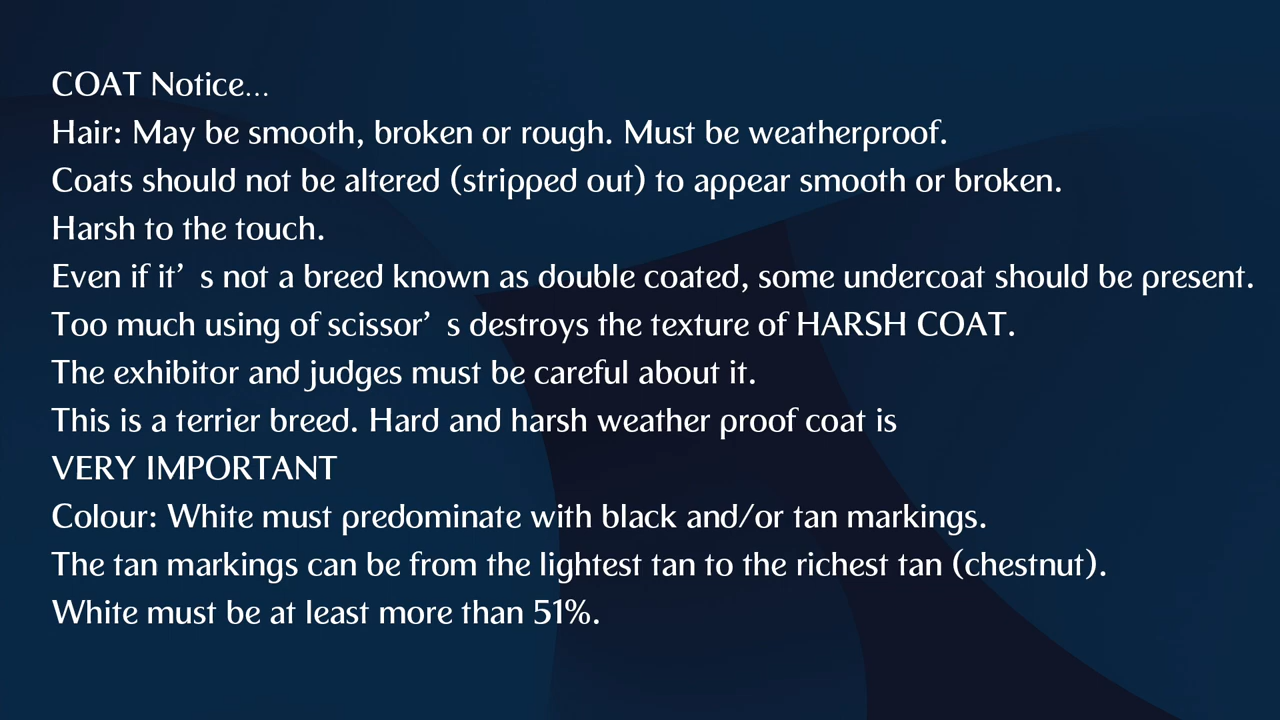 COAT Notice...
Hair: May be smooth, broken or rough. Must be weatherproof.
Coats should not be altered (stripped out) to appear smooth or broken.
Harsh to the touch.
Even if it’s not a breed known as double coated, some undercoat should be present.
Too much using of scissor’s destroys the texture of HARSH COAT.
The exhibitor and judges must be careful about it.
This is a terrier breed. Hard and harsh weather proof coat is
VERY IMPORTANT
Colour: White must predominate with black and/or tan markings.
The tan markings can be from the lightest tan to the richest tan (chestnut).
White must be at least more than 51%.